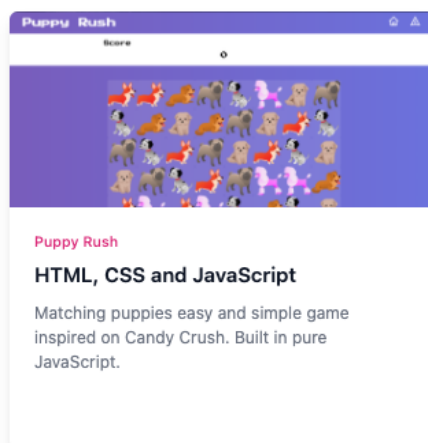 Puppy Rush
Score
0
Puppy Rush
HTML, CSS and JavaScript
Matching puppies easy and simple game
inspired on Candy Crush. Built in pure
JavaScript.